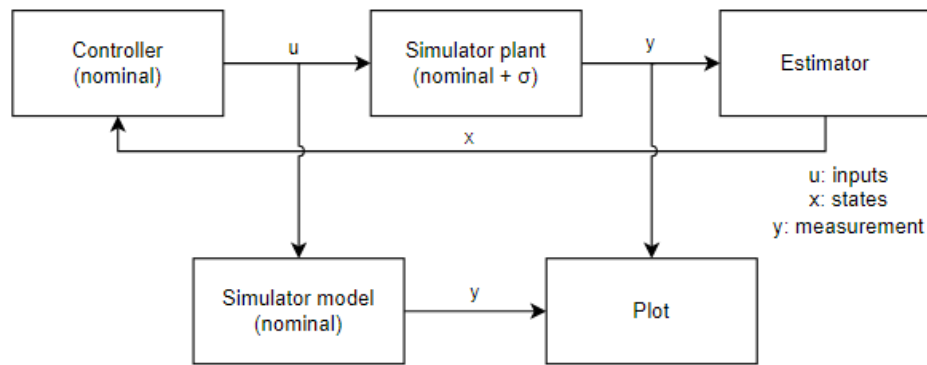 Controller
(nominal)
u
Simulator plant
(nominal + σ)
y
Estimator
x
u: inputs
x: states
y: measurement
Simulator model
(nominal)
y
Plot